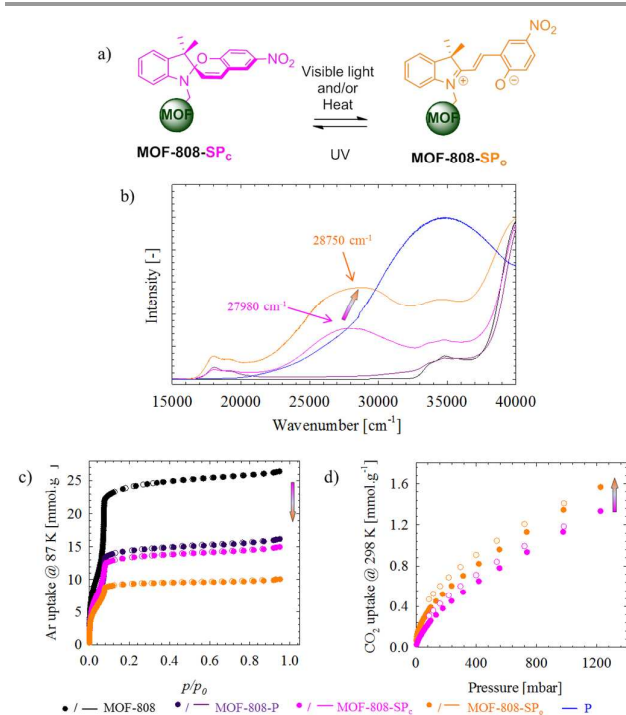 a)
NO2
N
O
MOF
MOF-808-SPc
Visible light
and/or
Heat
UV
NO2
N
+
O
-
MOF
MOF-808-SPo
b)
Intensity [-]
28750 cm-1
27980 cm-1
15000 20000 25000 30000 35000 40000
Wavenumber [cm-1]
c)
Ar uptake @ 87 K [mmol.g
25
20
15
10
5
0
0.0 0.2 0.4 0.6 0.8 1.0
p/p0
d)
CO2 uptake @ 298 K [mmol.g-1]
1.6
1.2
0.8
0.4
0.0
0 400 800 1200
Pressure [mbar]
/ — MOF-808 / — MOF-808-P / — MOF-808-SPc / — MOF-808-SPo — P